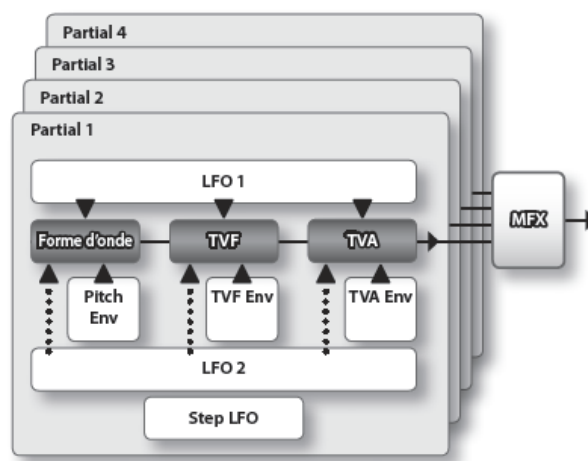 Partial 4
Partial 3
Partial 2
Partial 1
LFO 1
Forme d'onde
TVF
TVA
MFX
Pitch
Env
TVF Env
TVA Env
LFO 2
Step LFO